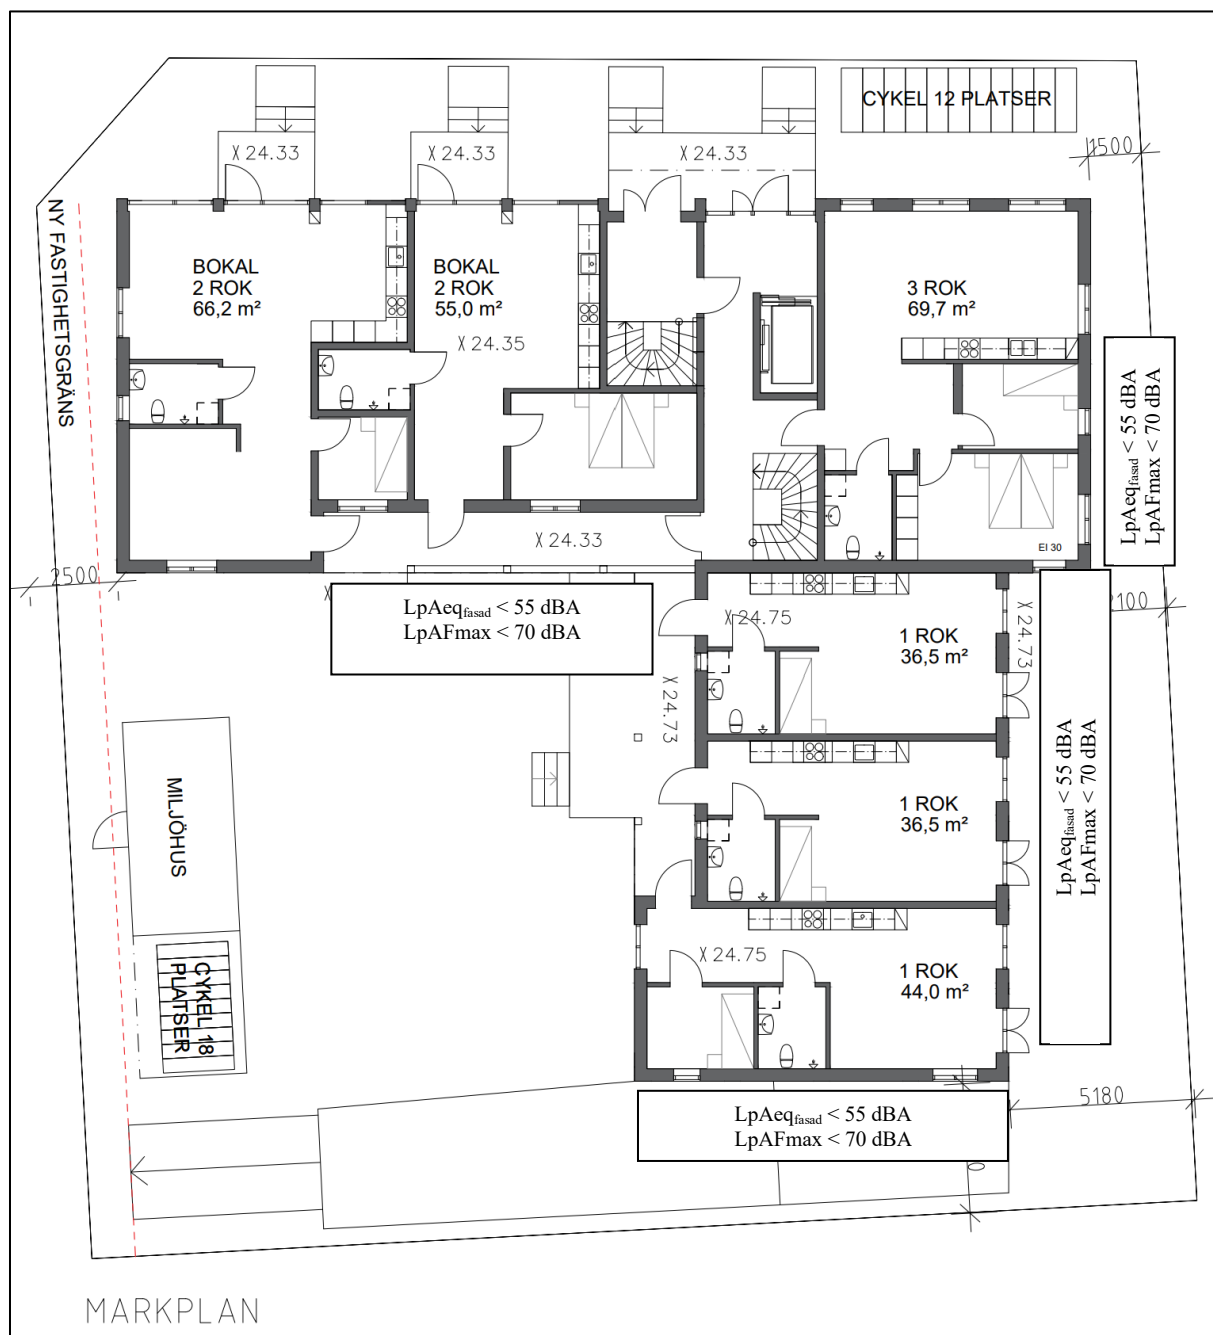 CYKEL 12 PLATSER
X 24.33
X 24.33
X 24.33
1500
NY FASTIGHETSGRÄNS
BOKAL
2 ROK
66,2 m²
BOKAL
2 ROK
55,0 m²
X 24.35
3 ROK
69,7 m²
LpAeqfasad < 55 dBA
LpAFmax < 70 dBA
EI 30
X 24.33
2500
LpAeqfasad < 55 dBA
LpAFmax < 70 dBA
X 24.75
1 ROK
36,5 m²
X 24.73
X 24.73
LpAeqfasad < 55 dBA
LpAFmax < 70 dBA
MILJÖHUS
1 ROK
36,5 m²
CYKEL 18
PLATSER
X 24.75
1 ROK
44,0 m²
5180
LpAeqfasad < 55 dBA
LpAFmax < 70 dBA
MARKPLAN